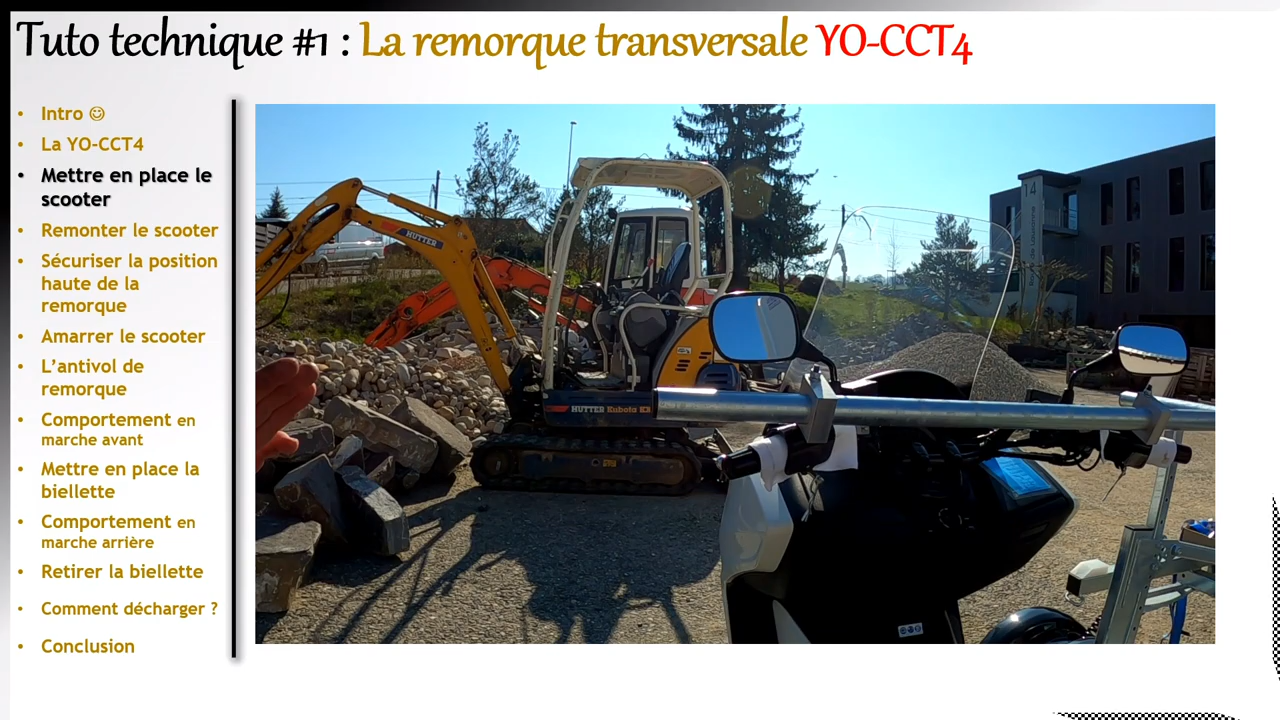 Tuto technique #1 : La remorque transversale YO-CCT4
• Intro ☺
• La YO-CCT4
• Mettre en place le
scooter
• Remonter le scooter
• Sécuriser la position
haute de la
remorque
• Amarrer le scooter
• L’antivol de
remorque
• Comportement en
marche avant
• Mettre en place la
biellette
• Comportement en
marche arrière
• Retirer la biellette
• Comment décharger ?
• Conclusion
HUTTER
14
HUTTER Kubota